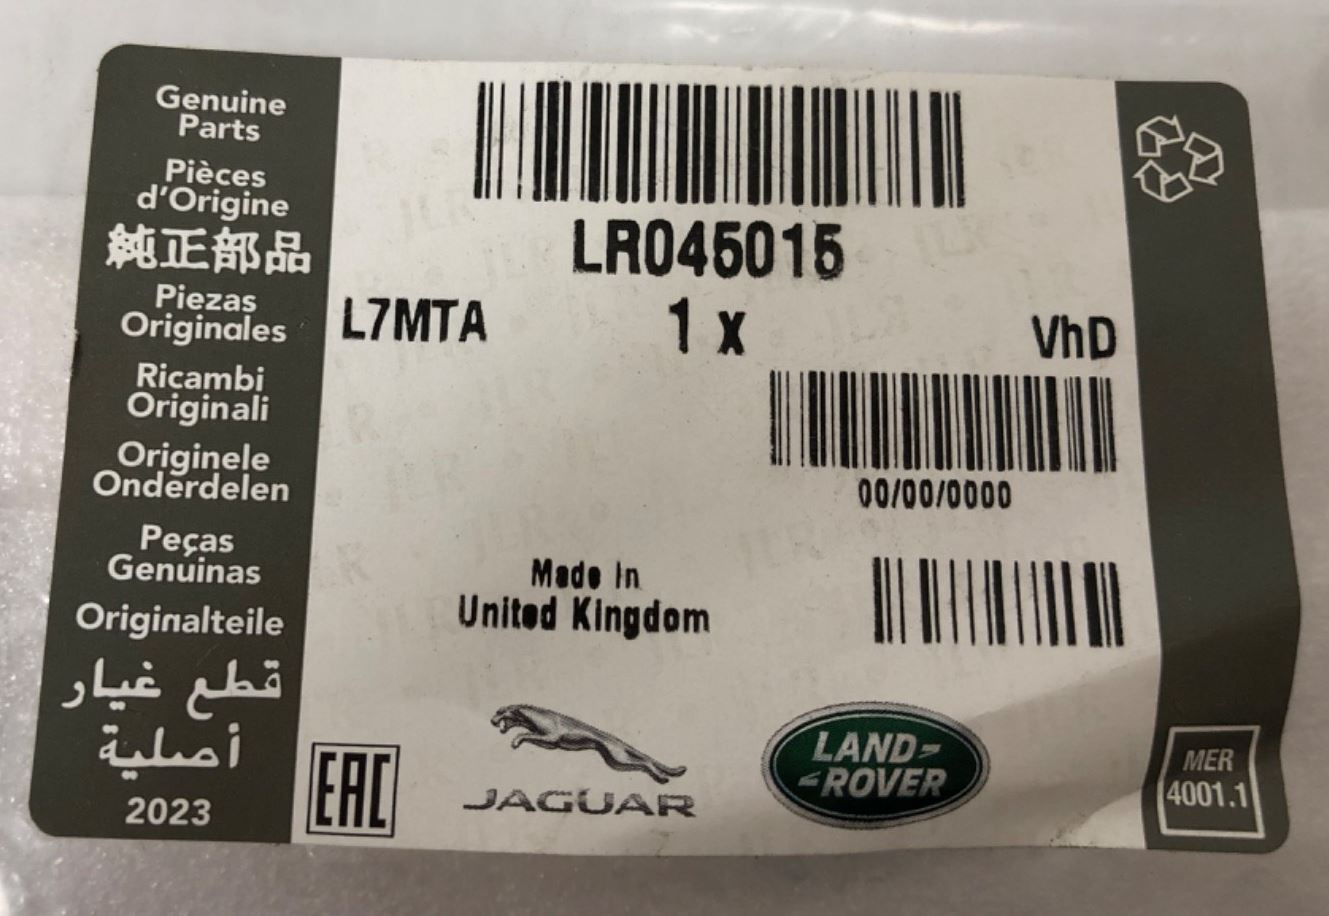 Genuine
Parts
Pièces
d'Origine
純正部品
Piezas
Originales
Ricambi
Originali
Originele
Onderdelen
Peças
Genuinas
Originalteile
قطع غيار
أصلية
2023
LR045015
L7MTA 1 x VhD
00/00/0000
Made In
United Kingdom
EAC
JAGUAR
LAND-
-ROVER
MER
4001.1